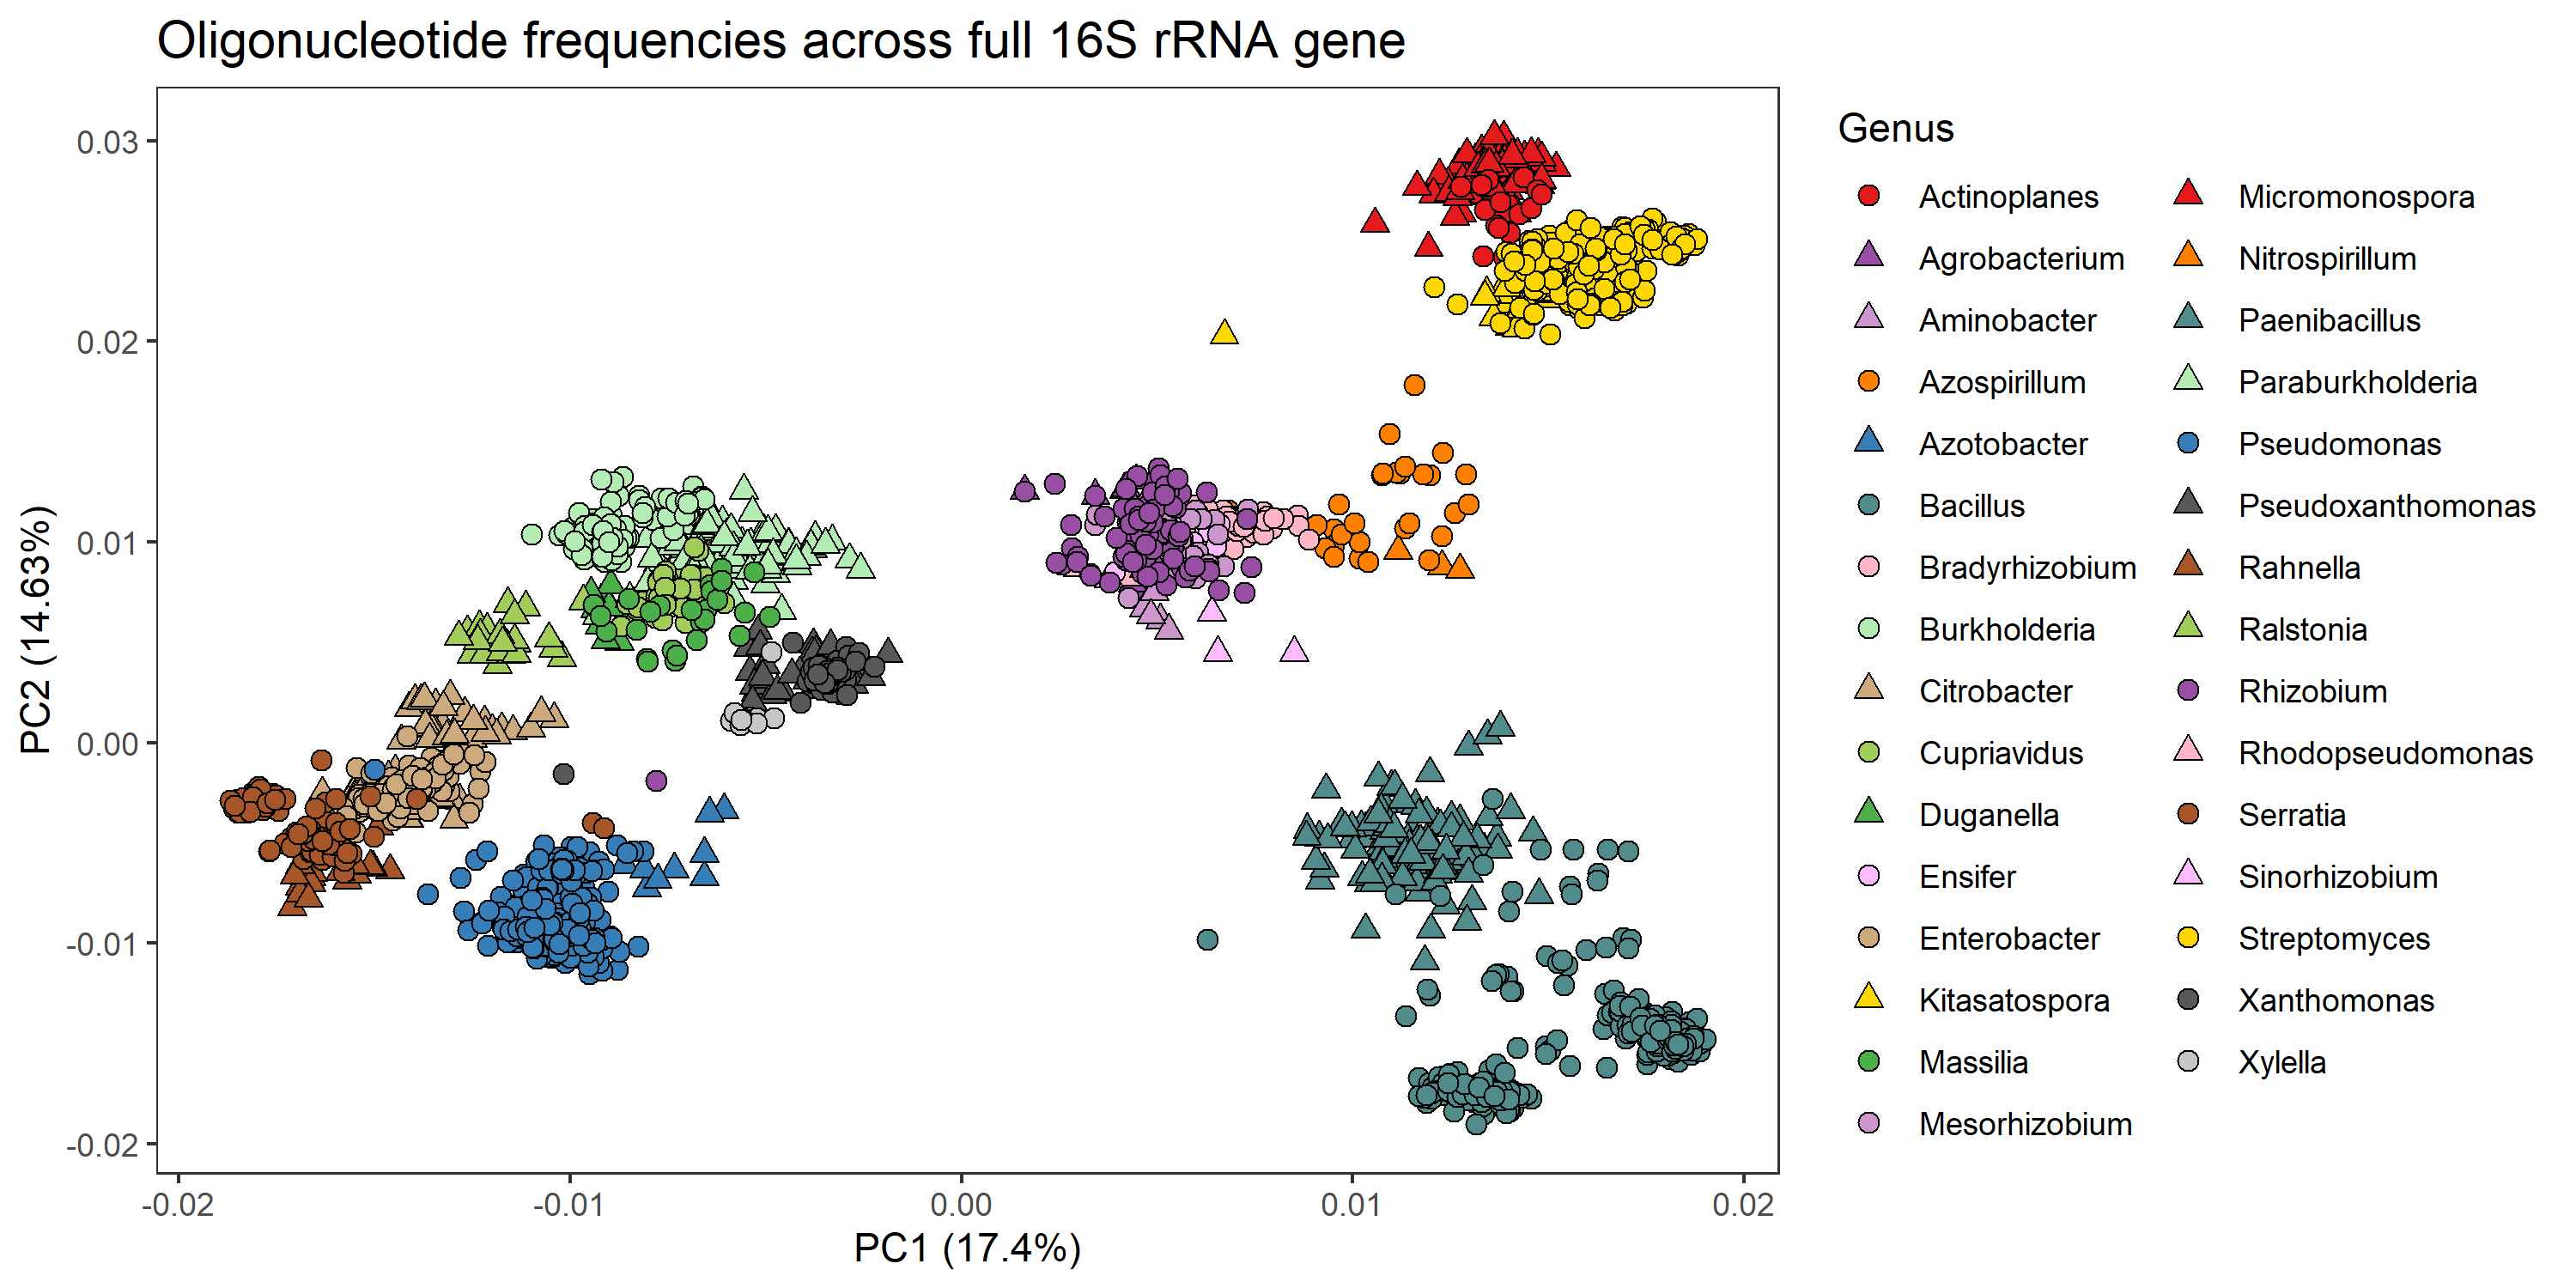 Oligonucleotide frequencies across full 16S rRNA gene
PC2 (14.63%)
0.03
0.02
0.01
0.00
-0.01
-0.02
-0.02
-0.01
0.00
0.01
0.02
PC1 (17.4%)
Genus
Actinoplanes
Agrobacterium
Aminobacter
Azospirillum
Azotobacter
Bacillus
Bradyrhizobium
Burkholderia
Citrobacter
Cupriavidus
Duganella
Ensifer
Enterobacter
Kitasatospora
Massilia
Mesorhizobium
Micromonospora
Nitrospirillum
Paenibacillus
Paraburkholderia
Pseudomonas
Pseudoxanthomonas
Rahnella
Ralstonia
Rhizobium
Rhodopseudomonas
Serratia
Sinorhizobium
Streptomyces
Xanthomonas
Xylella